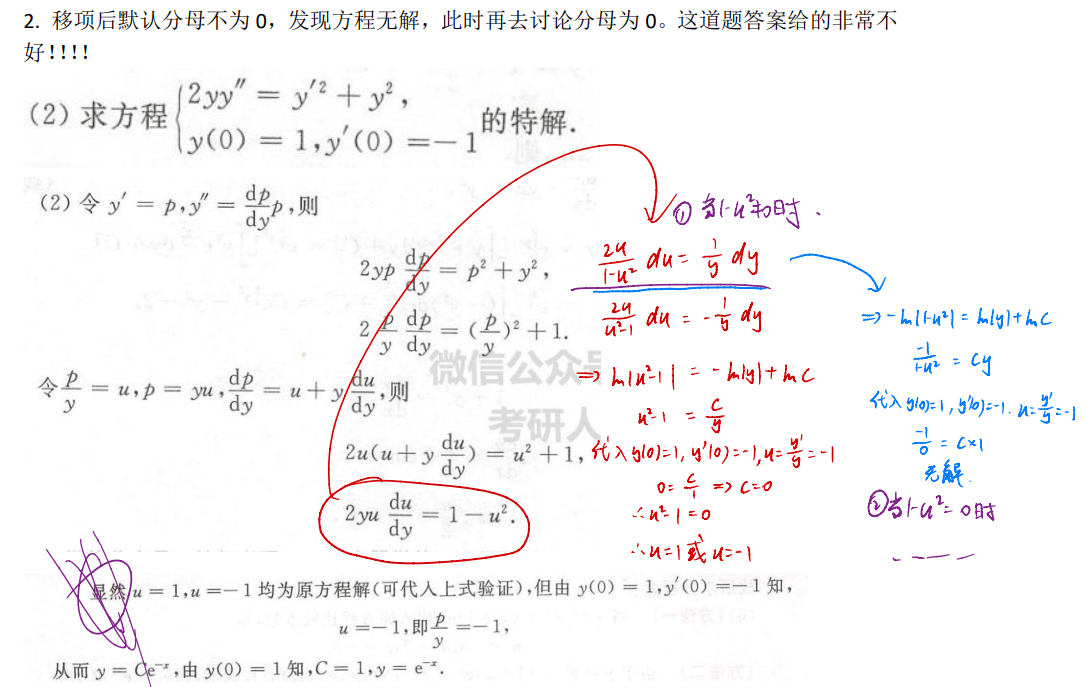 2. 移项后默认分母不为 0，发现方程无解，此时再去讨论分母为 0。这道题答案给的非常不
好！！！！
(2) 求方程 {2yy″ = y′² + y², y(0) = 1, y′(0) = −1 的特解.
(2) 令 y′ = p, y″ = dp/dy p, 则
2yp dp/dy = p² + y²,
2 p/y dp/dy = (p/y)² + 1.
令 p/y = u, p = yu, dp/dy = u + y du/dy, 则
2u(u + y du/dy) = u² + 1,
2yu du/dy = 1 − u².
显然 u = 1, u = −1 均为原方程解(可代入上式验证), 但由 y(0) = 1, y′(0) = −1 知,
u = −1, 即 p/y = −1,
从而 y = Ce⁻ˣ, 由 y(0) = 1 知, C = 1, y = e⁻ˣ.
微信公众号
考研人
① 当1-u²≠0时.
2u/(1-u²) du = 1/y dy
2u/(u²-1) du = -1/y dy
⇒ ln|u²-1| = -ln|y| + lnC
u²-1 = C/y
代入y(0)=1, y′(0)=-1, u=y′/y=-1
0 = C/1 ⇒ C=0
∴ u²-1=0
∴ u=1 或 u=-1
⇒ -ln|1-u²| = ln|y| + lnC
-1/(1-u²) = Cy
代入 y(0)=1, y′(0)=-1. u=y′/y=-1
-1/0 = C×1
无解.
②当1-u²=0时